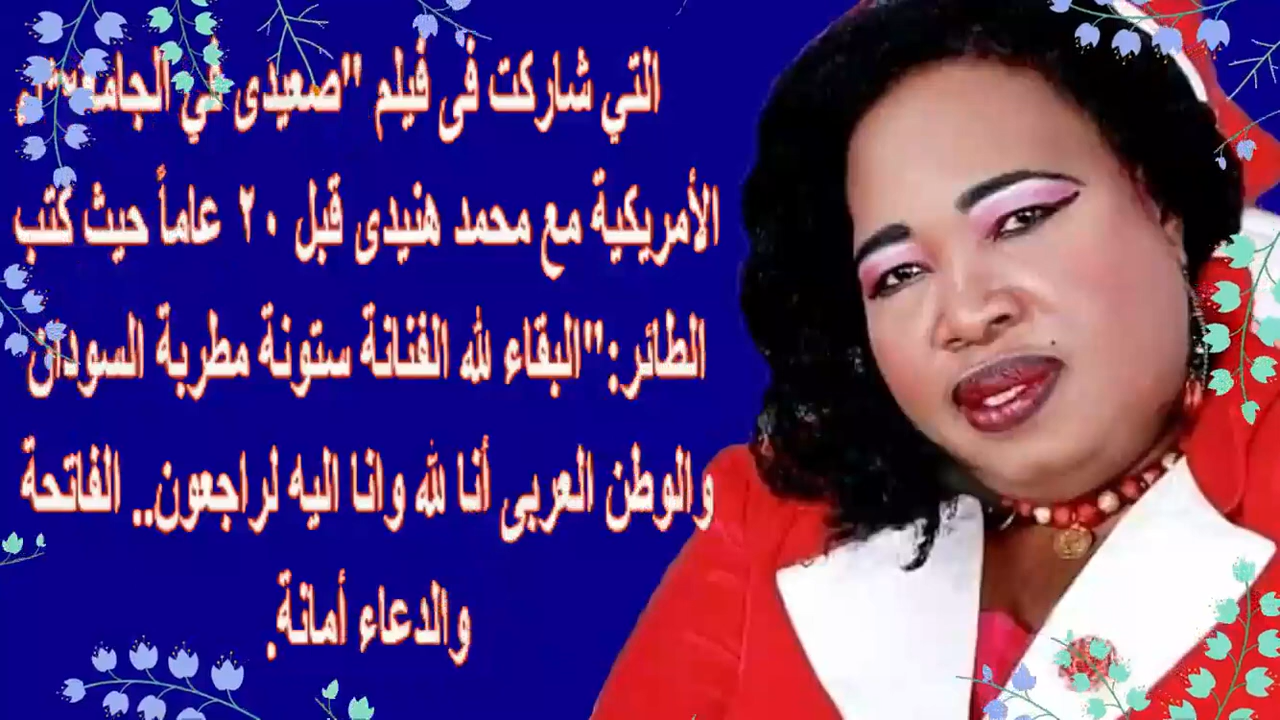 التي شاركت فى فيلم "صعيدى في الجامعة
الأمريكية مع محمد هنيدى قبل ٢٠ عاماً حيث كتب
الطائر:"البقاء لله الفنانة ستونة مطربة السودان
والوطن العربى أنا لله وانا اليه لراجعون.. الفاتحة
والدعاء أمانة.